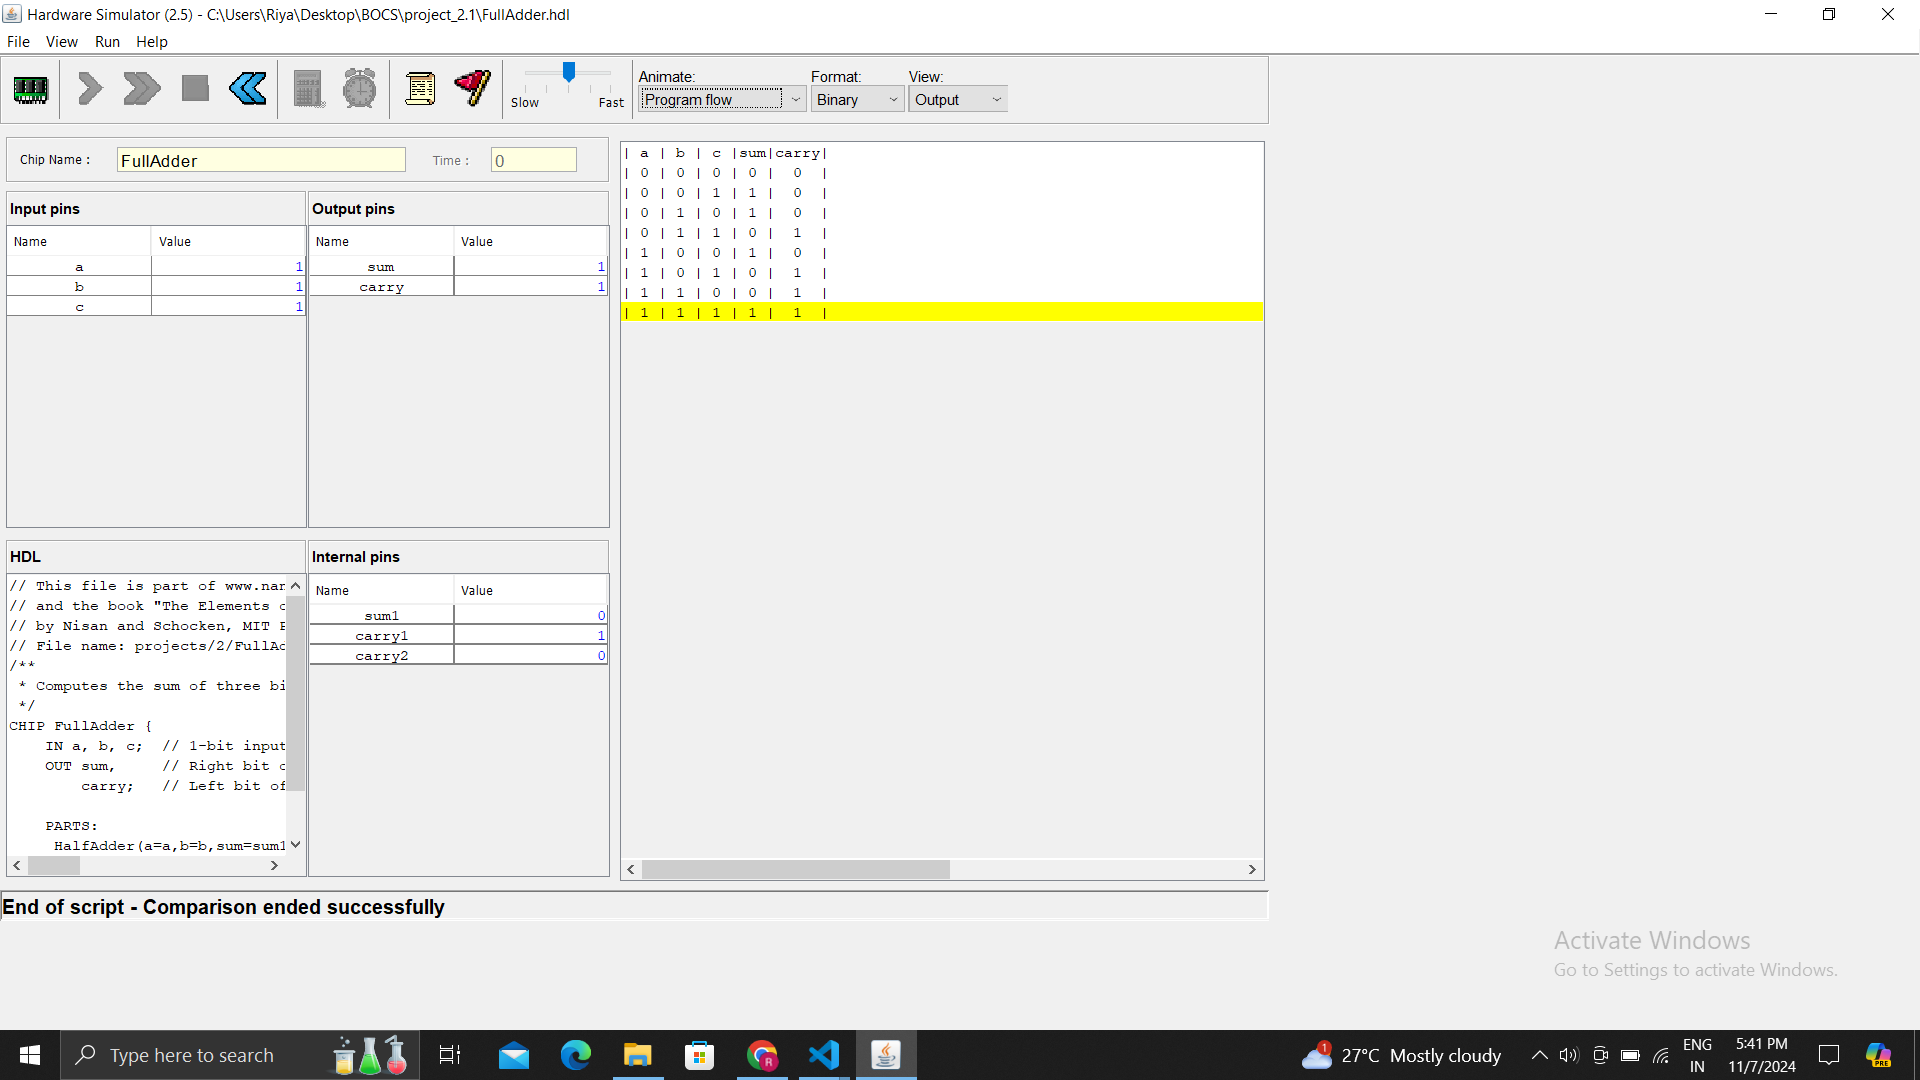 Hardware Simulator (2.5) - C:\Users\Riya\Desktop\BOCS\project_2.1\FullAdder.hdl
File View Run Help
Slow Fast
Animate: Format: View:
Program flow Binary Output
Chip Name : FullAdder Time : 0
Input pins
Name Value
a 1
b 1
c 1
Output pins
Name Value
sum 1
carry 1
| a | b | c |sum|carry|
| 0 | 0 | 0 | 0 | 0 |
| 0 | 0 | 1 | 1 | 0 |
| 0 | 1 | 0 | 1 | 0 |
| 0 | 1 | 1 | 0 | 1 |
| 1 | 0 | 0 | 1 | 0 |
| 1 | 0 | 1 | 0 | 1 |
| 1 | 1 | 0 | 0 | 1 |
| 1 | 1 | 1 | 1 | 1 |
HDL
// This file is part of www.nan
// and the book "The Elements o
// by Nisan and Schocken, MIT P
// File name: projects/2/FullAd
/**
* Computes the sum of three bi
*/
CHIP FullAdder {
IN a, b, c; // 1-bit input
OUT sum, // Right bit o
carry; // Left bit of
PARTS:
HalfAdder(a=a,b=b,sum=sum1
Internal pins
Name Value
sum1 0
carry1 1
carry2 0
End of script - Comparison ended successfully
Activate Windows
Go to Settings to activate Windows.
Type here to search
R
1
27°C Mostly cloudy
ENG
IN
5:41 PM
11/7/2024
PRE